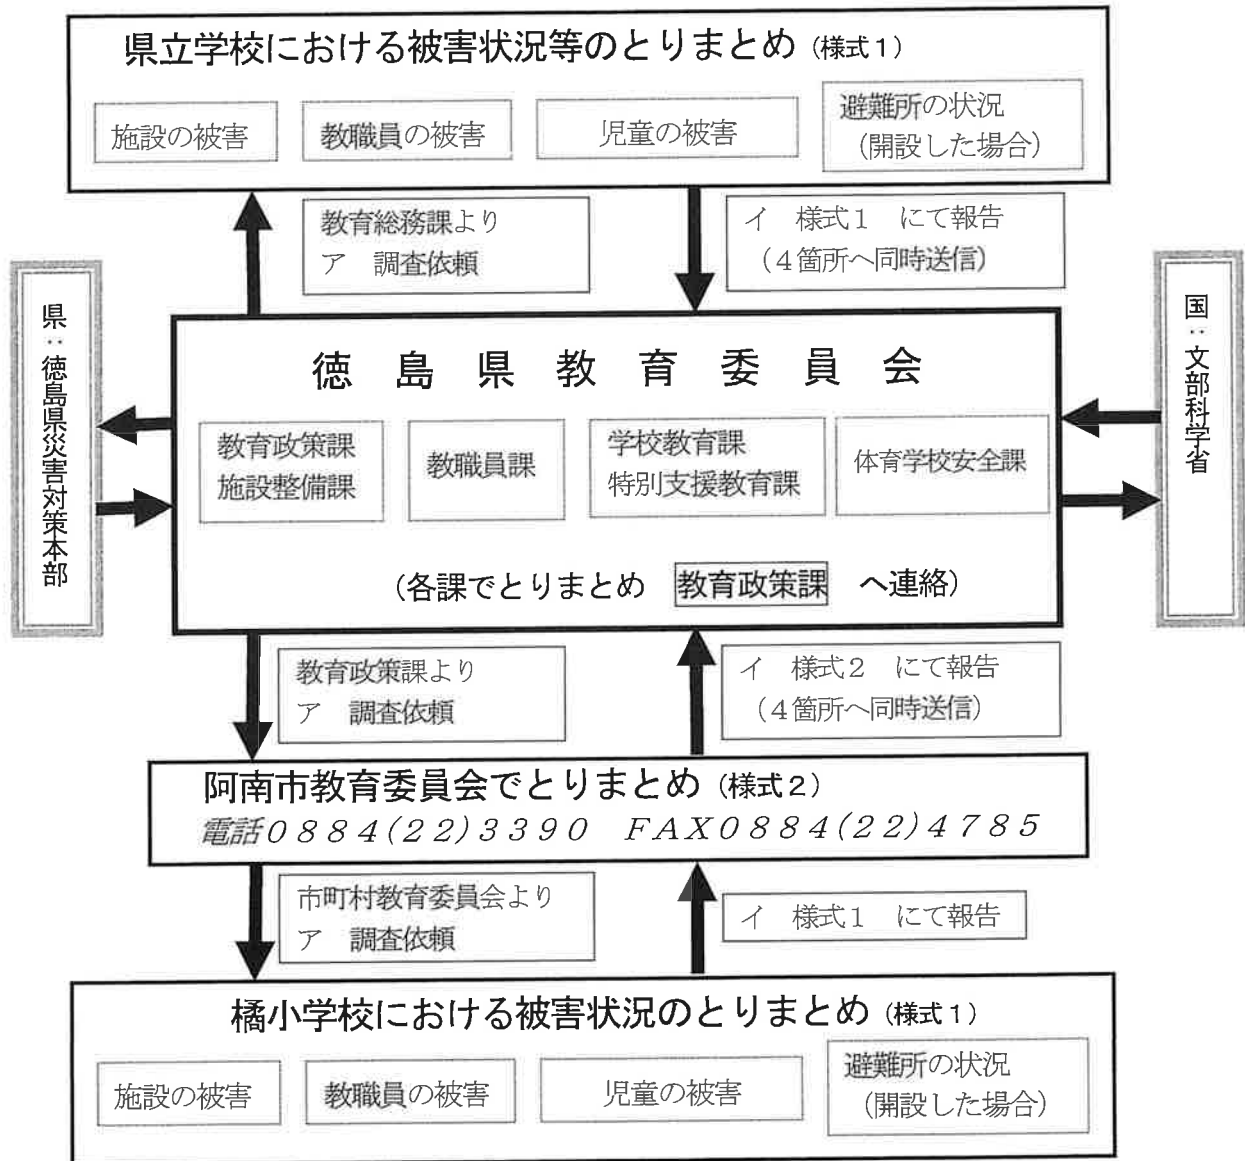 県立学校における被害状況等のとりまとめ（様式１）
施設の被害
教職員の被害
児童の被害
避難所の状況
（開設した場合）
教育総務課より
ア　調査依頼
イ　様式１　にて報告
（４箇所へ同時送信）
県：徳島県災害対策本部
国：文部科学省
徳島県教育委員会
教育政策課
施設整備課
教職員課
学校教育課
特別支援教育課
体育学校安全課
（各課でとりまとめ　教育政策課　へ連絡）
教育政策課より
ア　調査依頼
イ　様式２　にて報告
（４箇所へ同時送信）
阿南市教育委員会でとりまとめ（様式２）
電話０８８４(２２)３３９０　ＦＡＸ０８８４(２２)４７８５
市町村教育委員会より
ア　調査依頼
イ　様式１　にて報告
橘小学校における被害状況のとりまとめ（様式１）
施設の被害
教職員の被害
児童の被害
避難所の状況
（開設した場合）